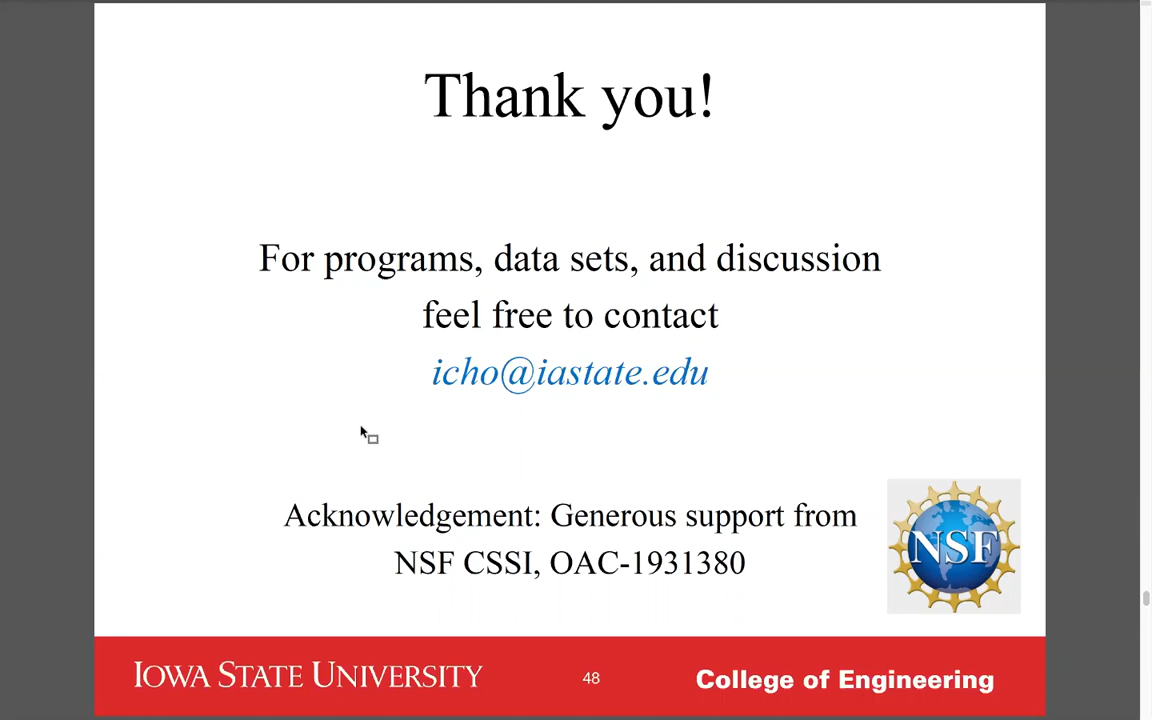 Thank you!
For programs, data sets, and discussion
feel free to contact
icho@iastate.edu
Acknowledgement: Generous support from
NSF CSSI, OAC-1931380
NSF
IOWA STATE UNIVERSITY
48
College of Engineering